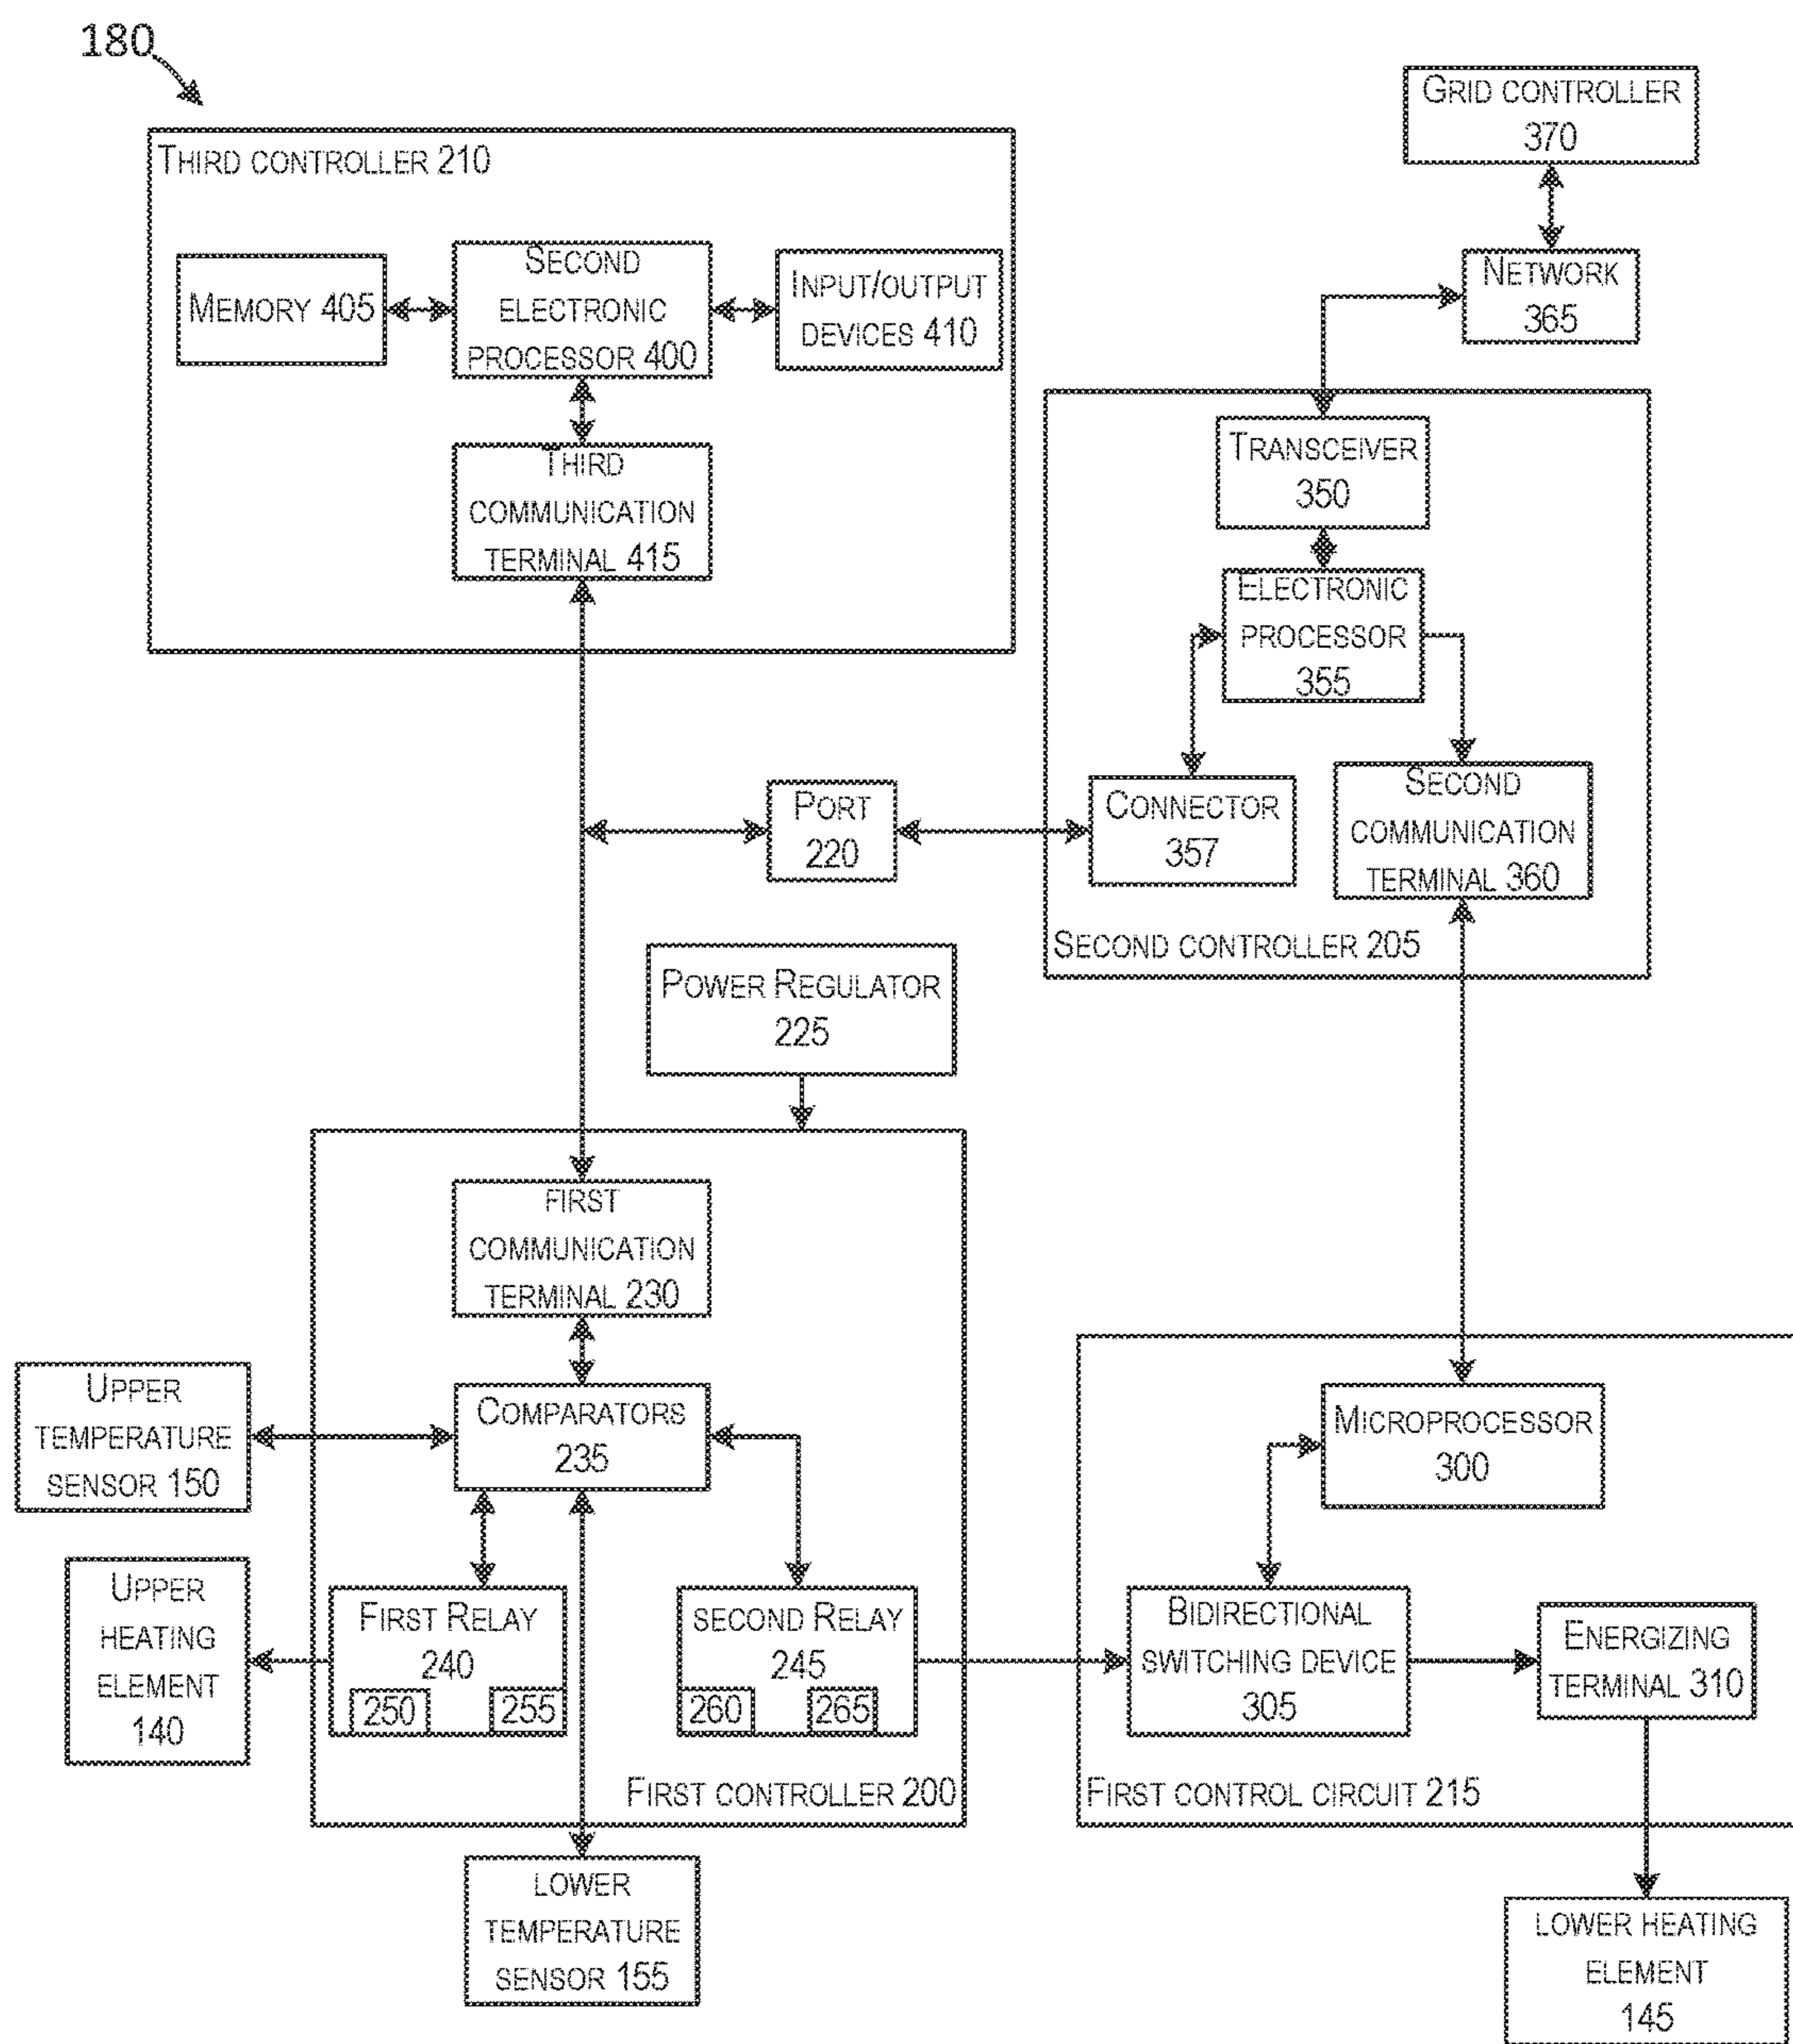 180
GRID CONTROLLER
370
THIRD CONTROLLER 210
MEMORY 405
SECOND
ELECTRONIC
PROCESSOR 400
INPUT/OUTPUT
DEVICES 410
NETWORK
365
THIRD
COMMUNICATION
TERMINAL 415
TRANSCEIVER
350
ELECTRONIC
PROCESSOR
355
PORT
220
CONNECTOR
357
SECOND
COMMUNICATION
TERMINAL 360
SECOND CONTROLLER 205
POWER REGULATOR
225
FIRST
COMMUNICATION
TERMINAL 230
UPPER
TEMPERATURE
SENSOR 150
COMPARATORS
235
MICROPROCESSOR
300
UPPER
HEATING
ELEMENT
140
FIRST RELAY
240
250
255
SECOND RELAY
245
260
265
BIDIRECTIONAL
SWITCHING DEVICE
305
ENERGIZING
TERMINAL 310
FIRST CONTROLLER 200
FIRST CONTROL CIRCUIT 215
LOWER
TEMPERATURE
SENSOR 155
LOWER HEATING
ELEMENT
145